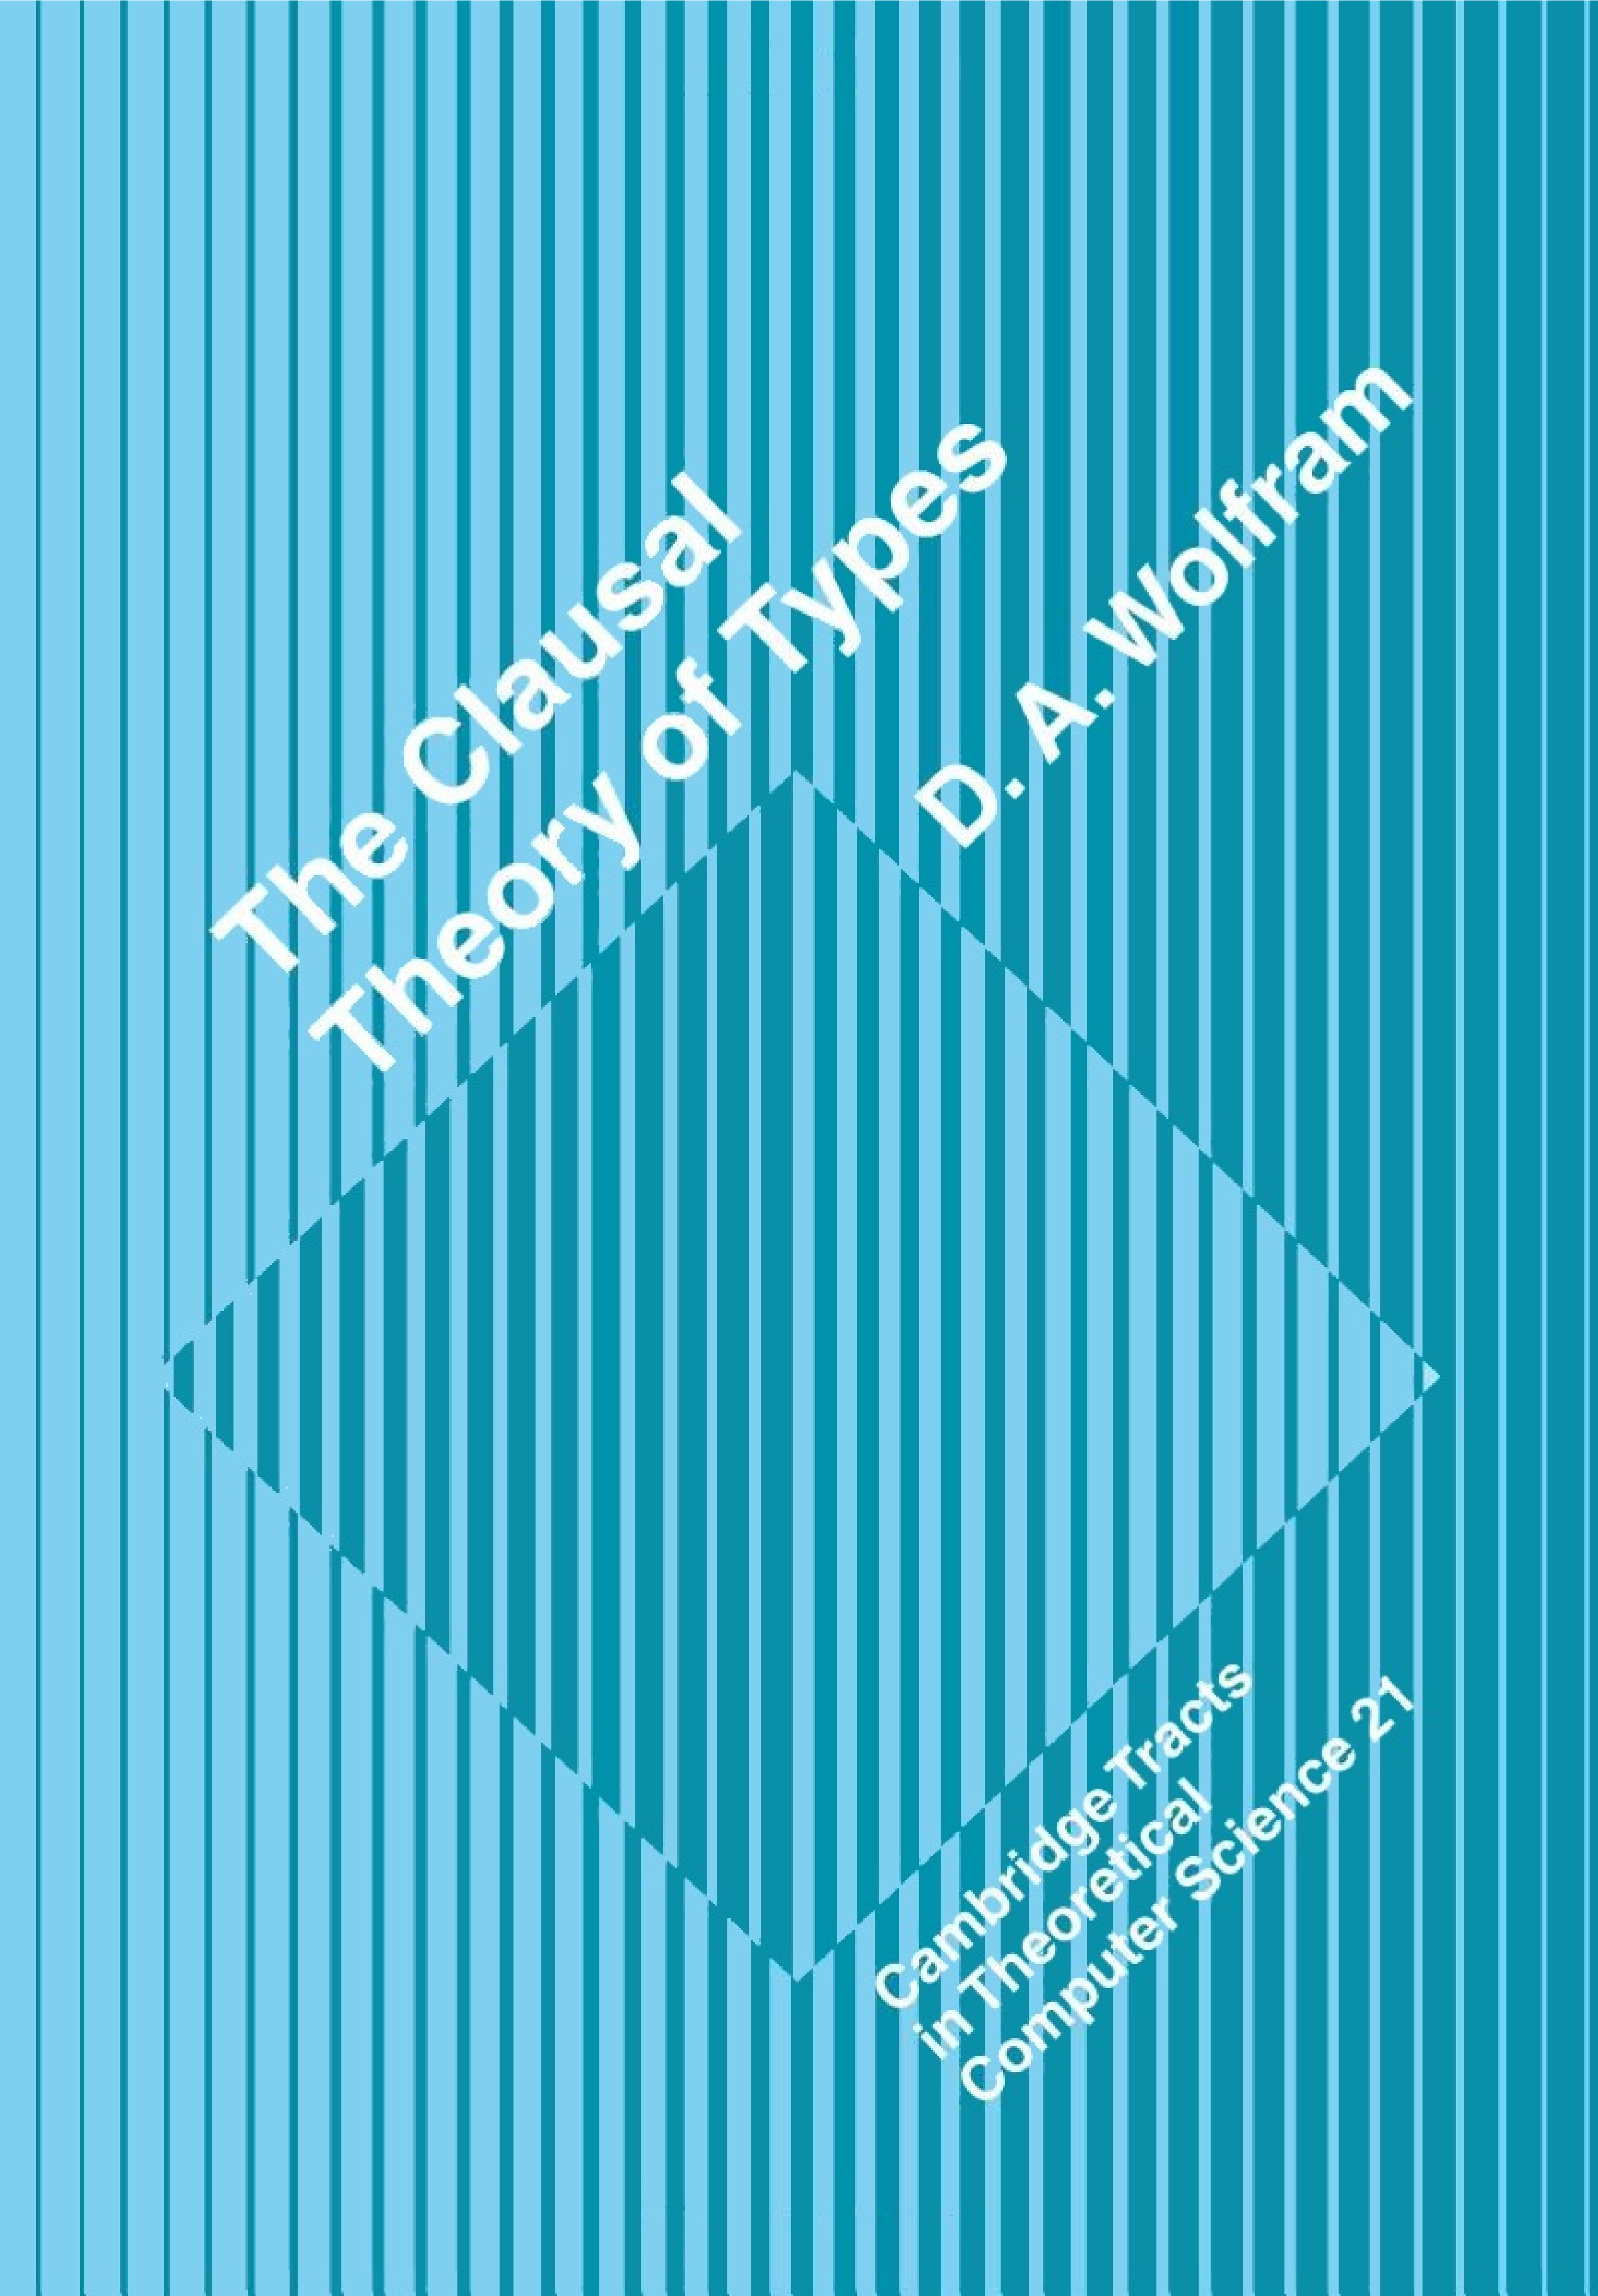 The Clausal
Theory of Types
D. A. Wolfram
Cambridge Tracts
in Theoretical
Computer Science 21